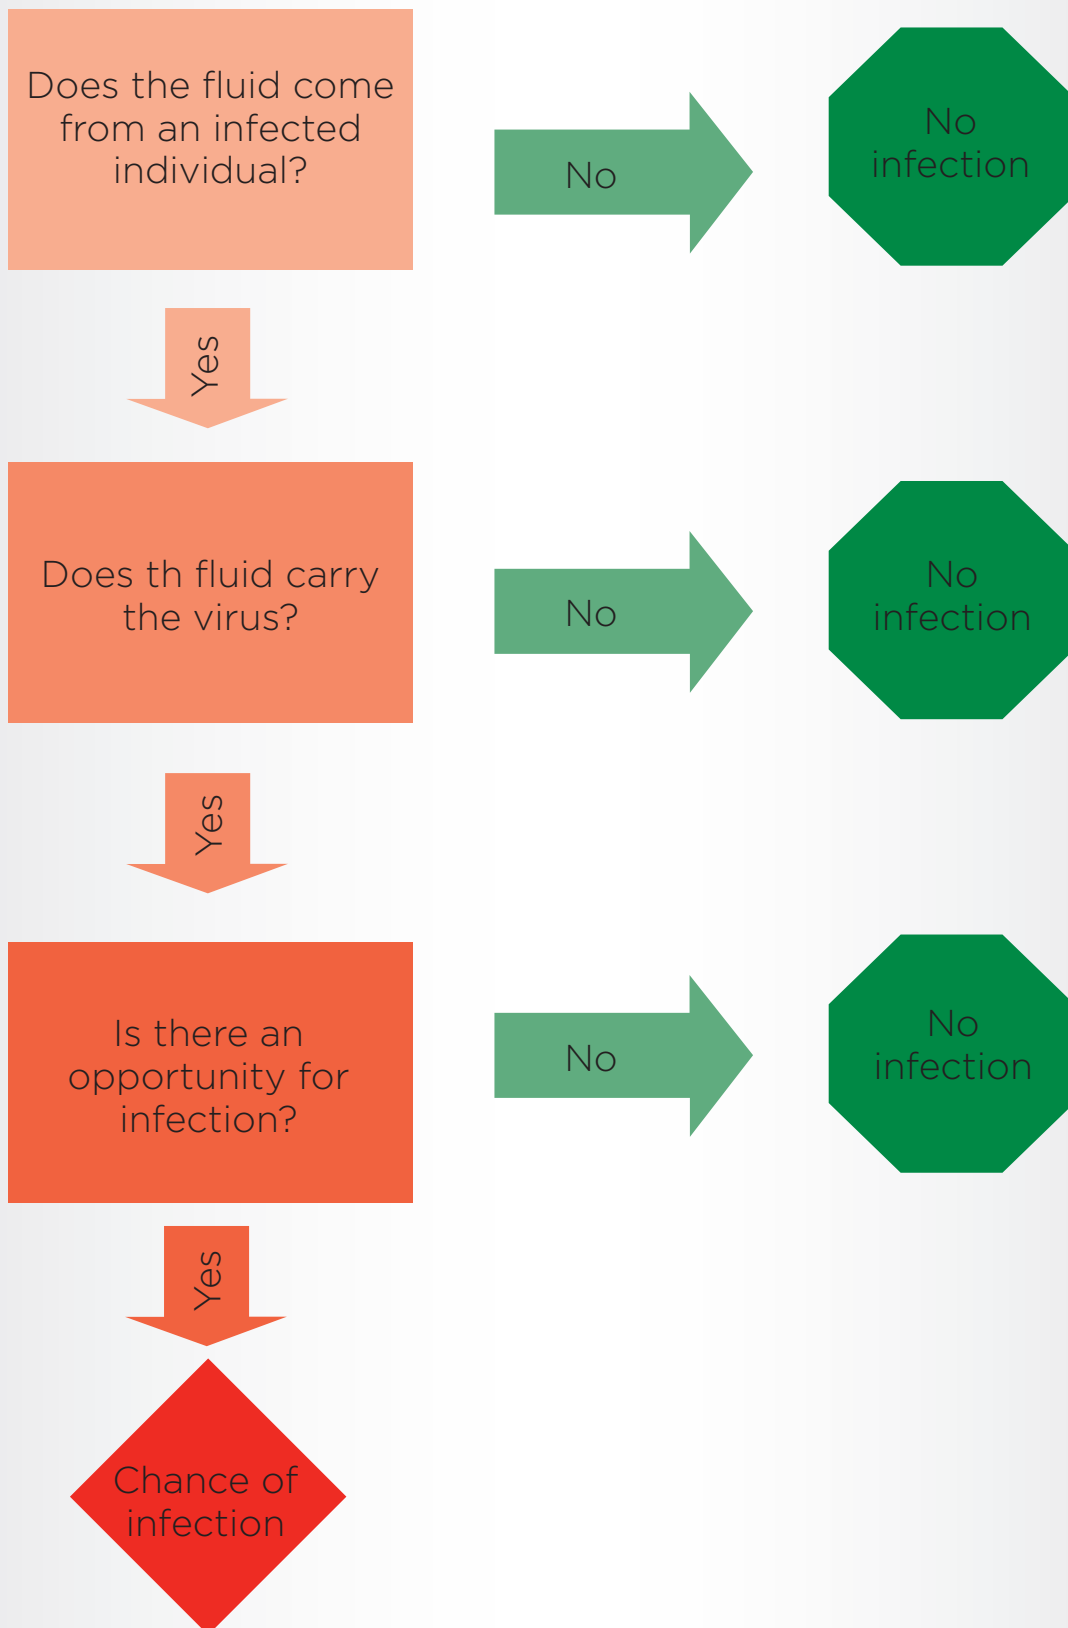 Does the fluid come
from an infected
individual?
No
No
infection
Yes
Does th fluid carry
the virus?
No
No
infection
Yes
Is there an
opportunity for
infection?
No
No
infection
Yes
Chance of
infection